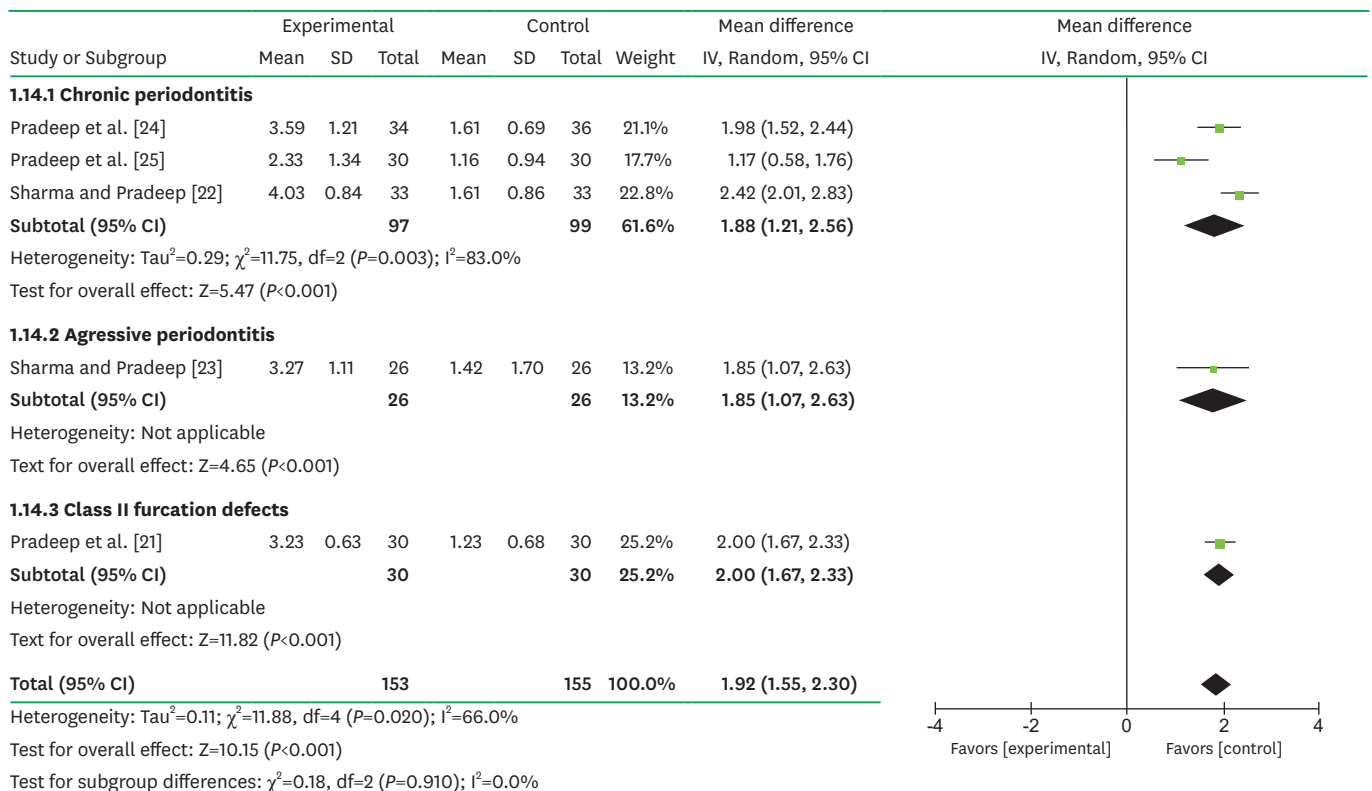 Experimental Control Mean difference Mean difference
Study or Subgroup Mean SD Total Mean SD Total Weight IV, Random, 95% CI IV, Random, 95% CI
1.14.1 Chronic periodontitis
Pradeep et al. [24] 3.59 1.21 34 1.61 0.69 36 21.1% 1.98 (1.52, 2.44)
Pradeep et al. [25] 2.33 1.34 30 1.16 0.94 30 17.7% 1.17 (0.58, 1.76)
Sharma and Pradeep [22] 4.03 0.84 33 1.61 0.86 33 22.8% 2.42 (2.01, 2.83)
Subtotal (95% CI) 97 99 61.6% 1.88 (1.21, 2.56)
Heterogeneity: Tau²=0.29; χ²=11.75, df=2 (P=0.003); I²=83.0%
Test for overall effect: Z=5.47 (P<0.001)
1.14.2 Agressive periodontitis
Sharma and Pradeep [23] 3.27 1.11 26 1.42 1.70 26 13.2% 1.85 (1.07, 2.63)
Subtotal (95% CI) 26 26 13.2% 1.85 (1.07, 2.63)
Heterogeneity: Not applicable
Text for overall effect: Z=4.65 (P<0.001)
1.14.3 Class II furcation defects
Pradeep et al. [21] 3.23 0.63 30 1.23 0.68 30 25.2% 2.00 (1.67, 2.33)
Subtotal (95% CI) 30 30 25.2% 2.00 (1.67, 2.33)
Heterogeneity: Not applicable
Text for overall effect: Z=11.82 (P<0.001)
Total (95% CI) 153 155 100.0% 1.92 (1.55, 2.30)
Heterogeneity: Tau²=0.11; χ²=11.88, df=4 (P=0.020); I²=66.0%
-4 -2 0 2 4
Test for overall effect: Z=10.15 (P<0.001)
Favors [experimental] Favors [control]
Test for subgroup differences: χ²=0.18, df=2 (P=0.910); I²=0.0%